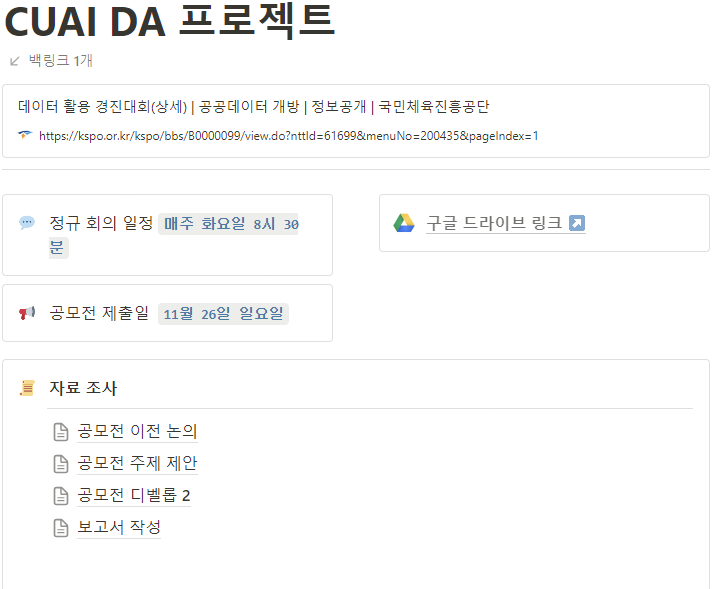 CUAI DA 프로젝트
백링크 1개
데이터 활용 경진대회(상세) | 공공데이터 개방 | 정보공개 | 국민체육진흥공단
https://kspo.or.kr/kspo/bbs/B0000099/view.do?nttId=61699&menuNo=200435&pageIndex=1
정규 회의 일정 매주 화요일 8시 30
분
구글 드라이브 링크
공모전 제출일 11월 26일 일요일
자료 조사
공모전 이전 논의
공모전 주제 제안
공모전 디벨롭 2
보고서 작성